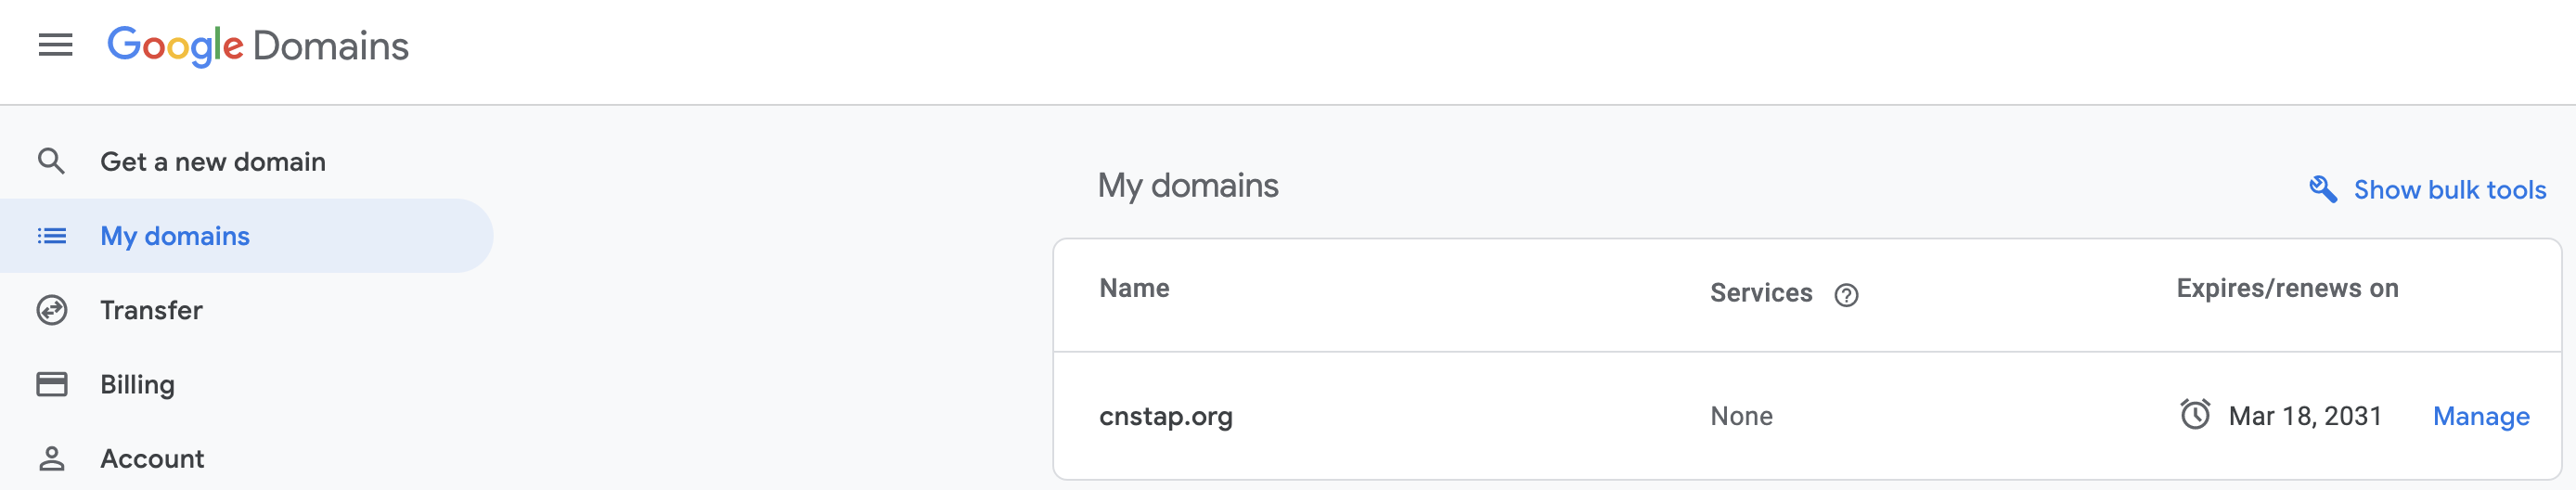 Google Domains
Get a new domain
My domains
Transfer
Billing
Account
My domains
Show bulk tools
Name Services Expires/renews on
cnstap.org None Mar 18, 2031 Manage